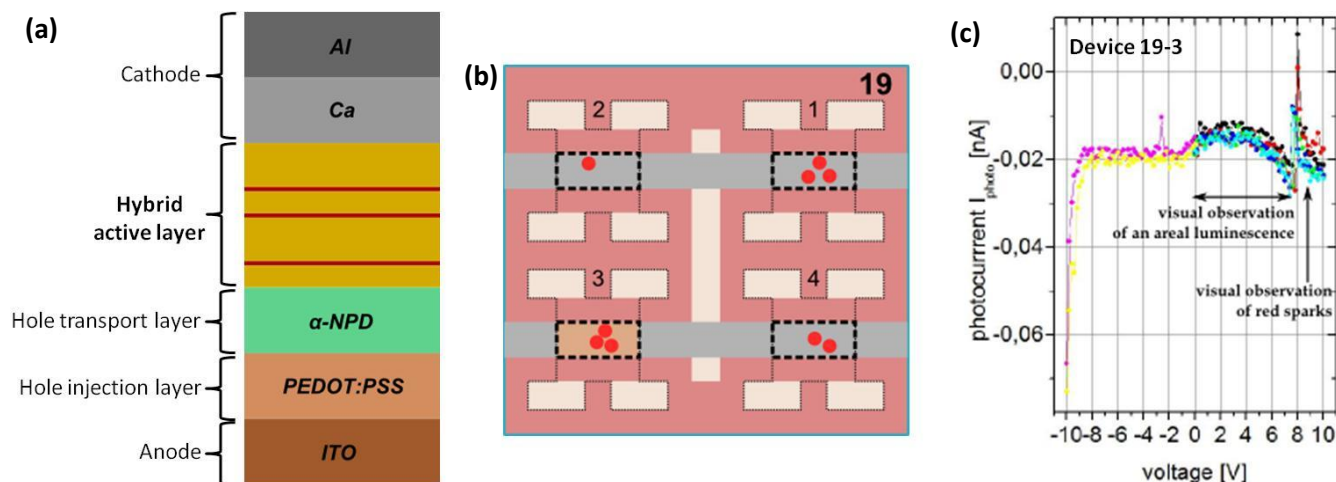 (a)
Cathode
Al
Ca
Hybrid
active layer
Hole transport layer
α-NPD
Hole injection layer
PEDOT:PSS
Anode
ITO
(b)
19
2
1
3
4
(c)
Device 19-3
0,00
-0,02
-0,04
-0,06
photocurrrent Iphoto [nA]
visual observation
of an areal luminescence
visual observation
of red sparks
-10 -8 -6 -4 -2 0 2 4 6 8 10
voltage [V]